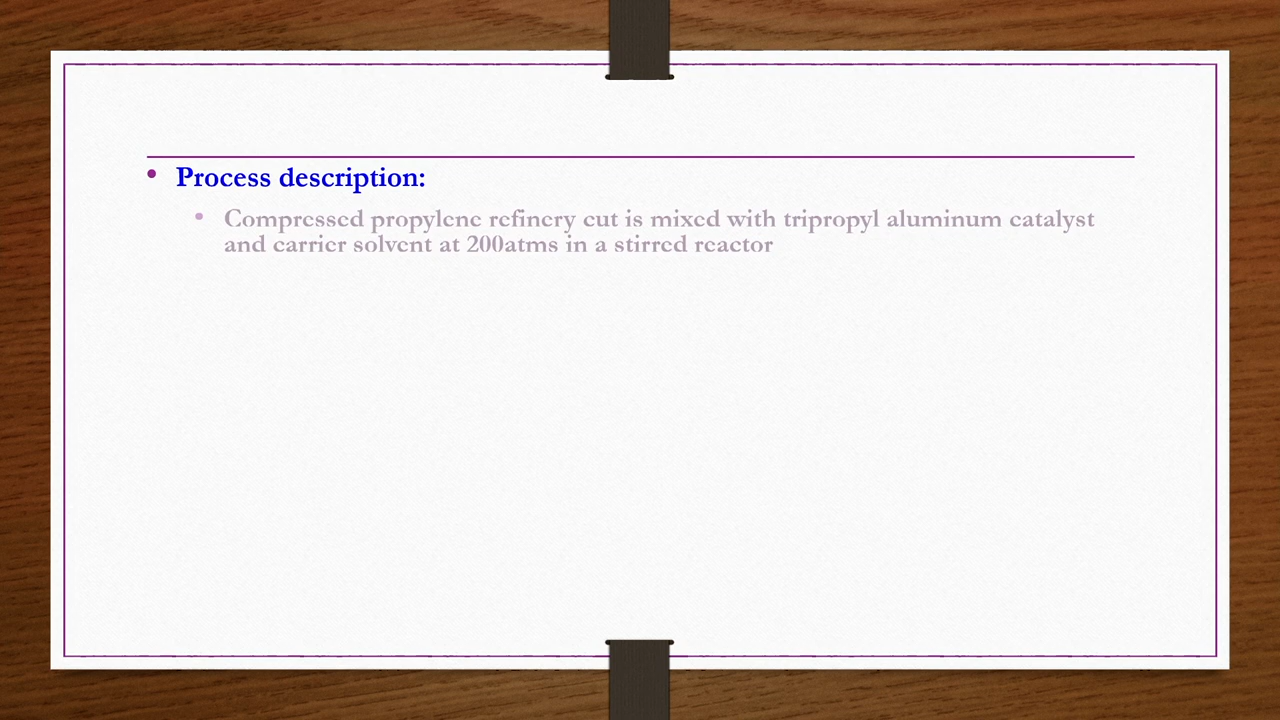 • Process description:
• Compressed propylene refinery cut is mixed with tripropyl aluminum catalyst
and carrier solvent at 200atms in a stirred reactor